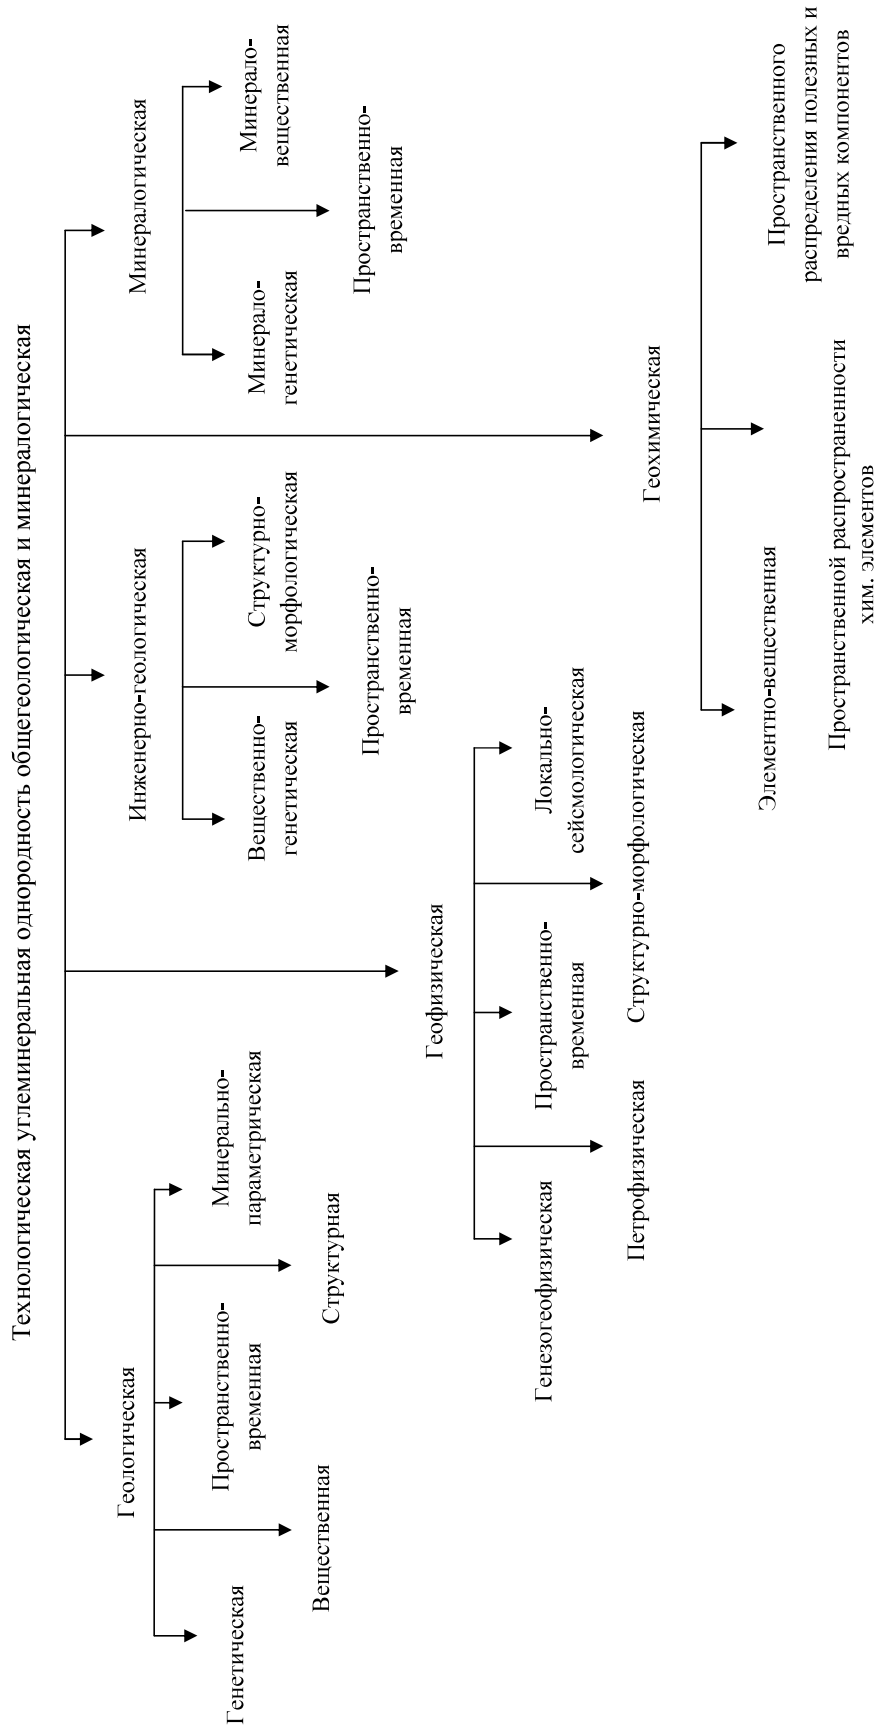 Технологическая углеминеральная однородность общегеологическая и минералогическая
Геологическая
Генетическая
Вещественная
Пространственно-
временная
Структурная
Минерально-
параметрическая
Геофизическая
Генезогеофизическая
Петрофизическая
Пространственно-
временная
Структурно-морфологическая
Локально-
сейсмологическая
Инженерно-геологическая
Вещественно-
генетическая
Пространственно-
временная
Структурно-
морфологическая
Геохимическая
Элементно-вещественная
Пространственной распространенности
хим. элементов
Пространственного
распределения полезных и
вредных компонентов
Минералогическая
Минерало-
генетическая
Пространственно-
временная
Минерало-
вещественная